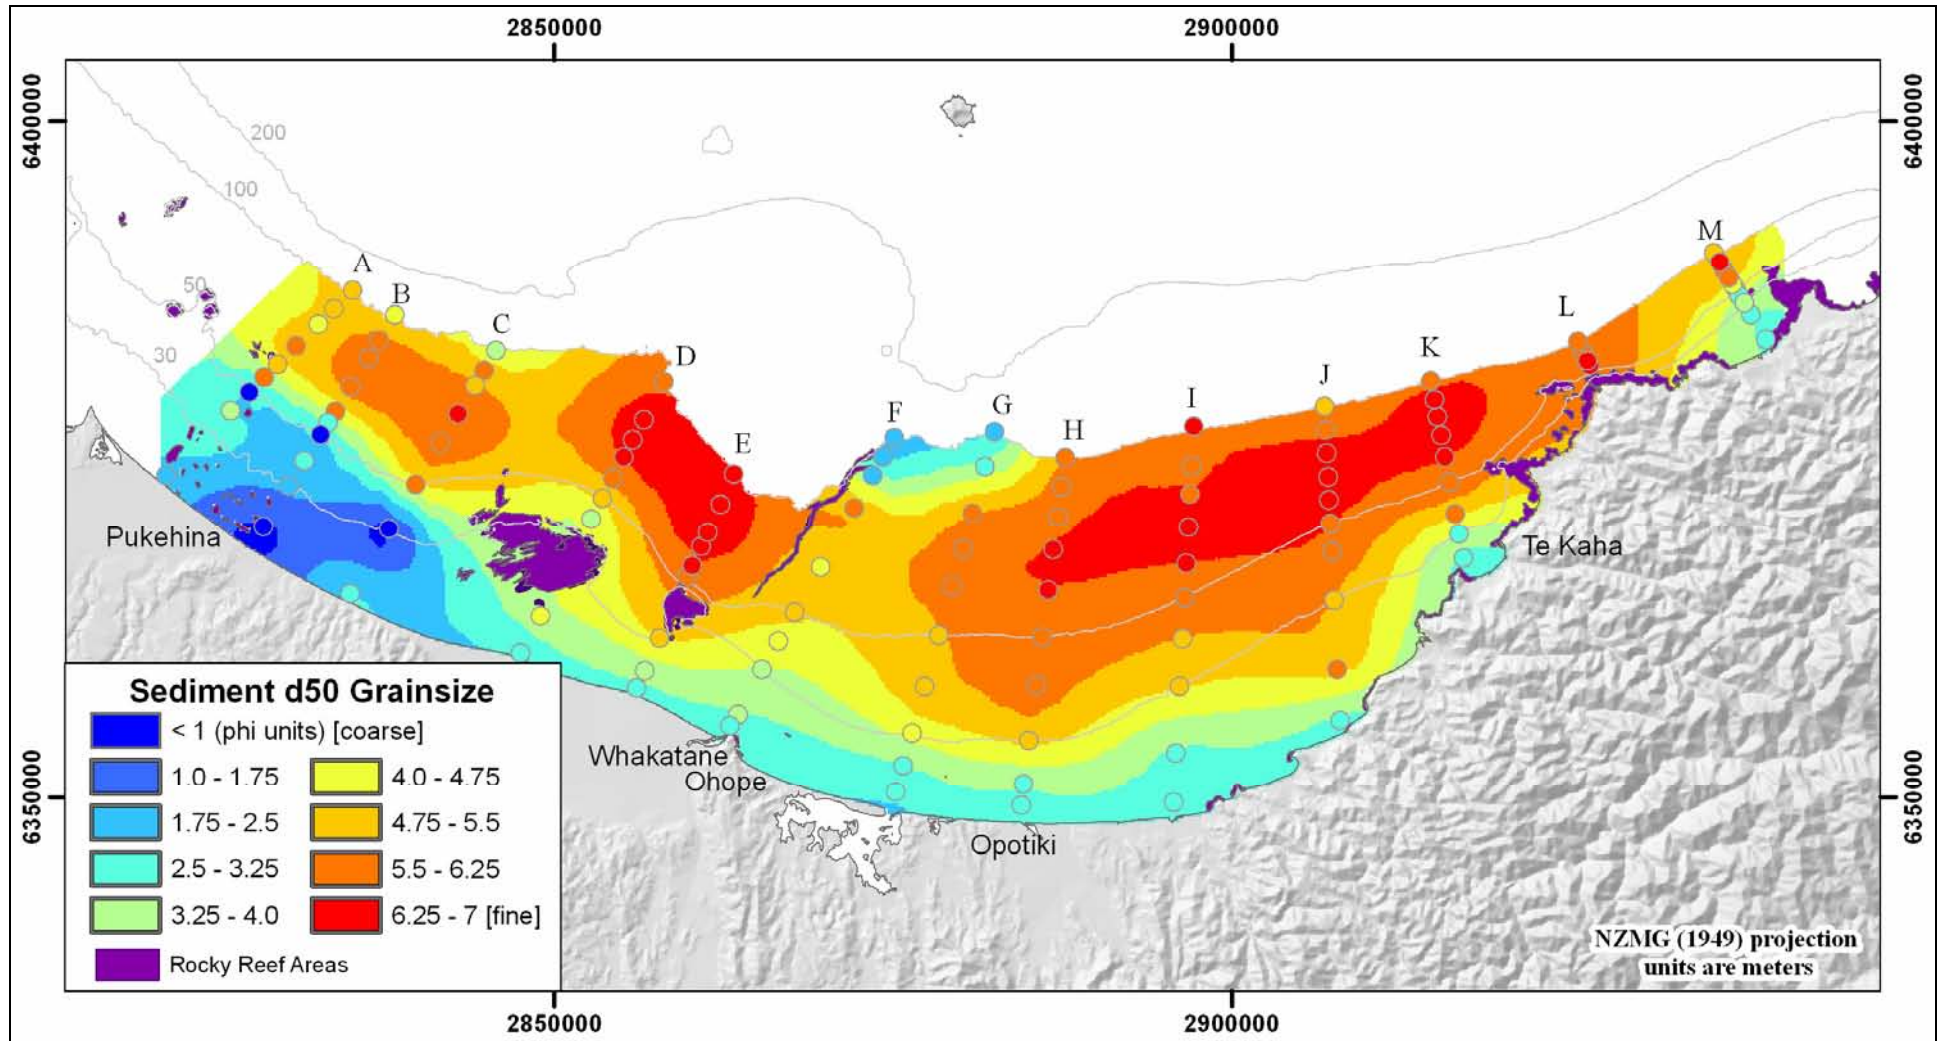 2850000
2900000
6400000
6400000
200
100
50
30
A
B
C
D
E
F
G
H
I
J
K
L
M
Pukehina
Te Kaha
Whakatane
Ohope
Opotiki
6350000
6350000
Sediment d50 Grainsize
< 1 (phi units) [coarse]
1.0 - 1.75
4.0 - 4.75
1.75 - 2.5
4.75 - 5.5
2.5 - 3.25
5.5 - 6.25
3.25 - 4.0
6.25 - 7 [fine]
Rocky Reef Areas
NZMG (1949) projection
units are meters
2850000
2900000